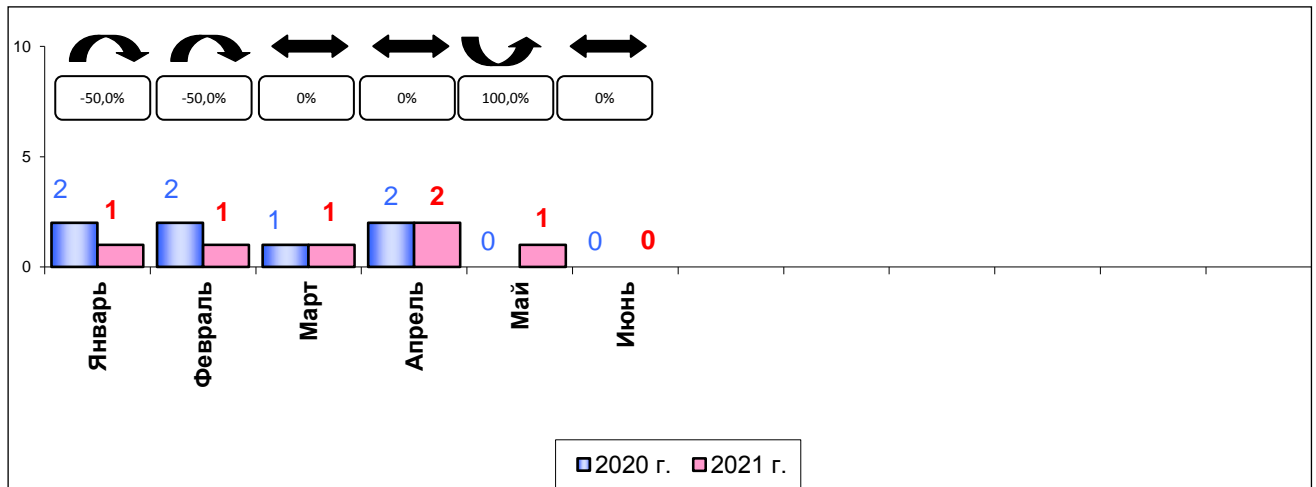 10
-50,0% -50,0% 0% 0% 100,0% 0%
5
2 1 2 1 1 1 2 2 0 1 0 0
0
Январь Февраль Март Апрель Май Июнь
2020 г. 2021 г.